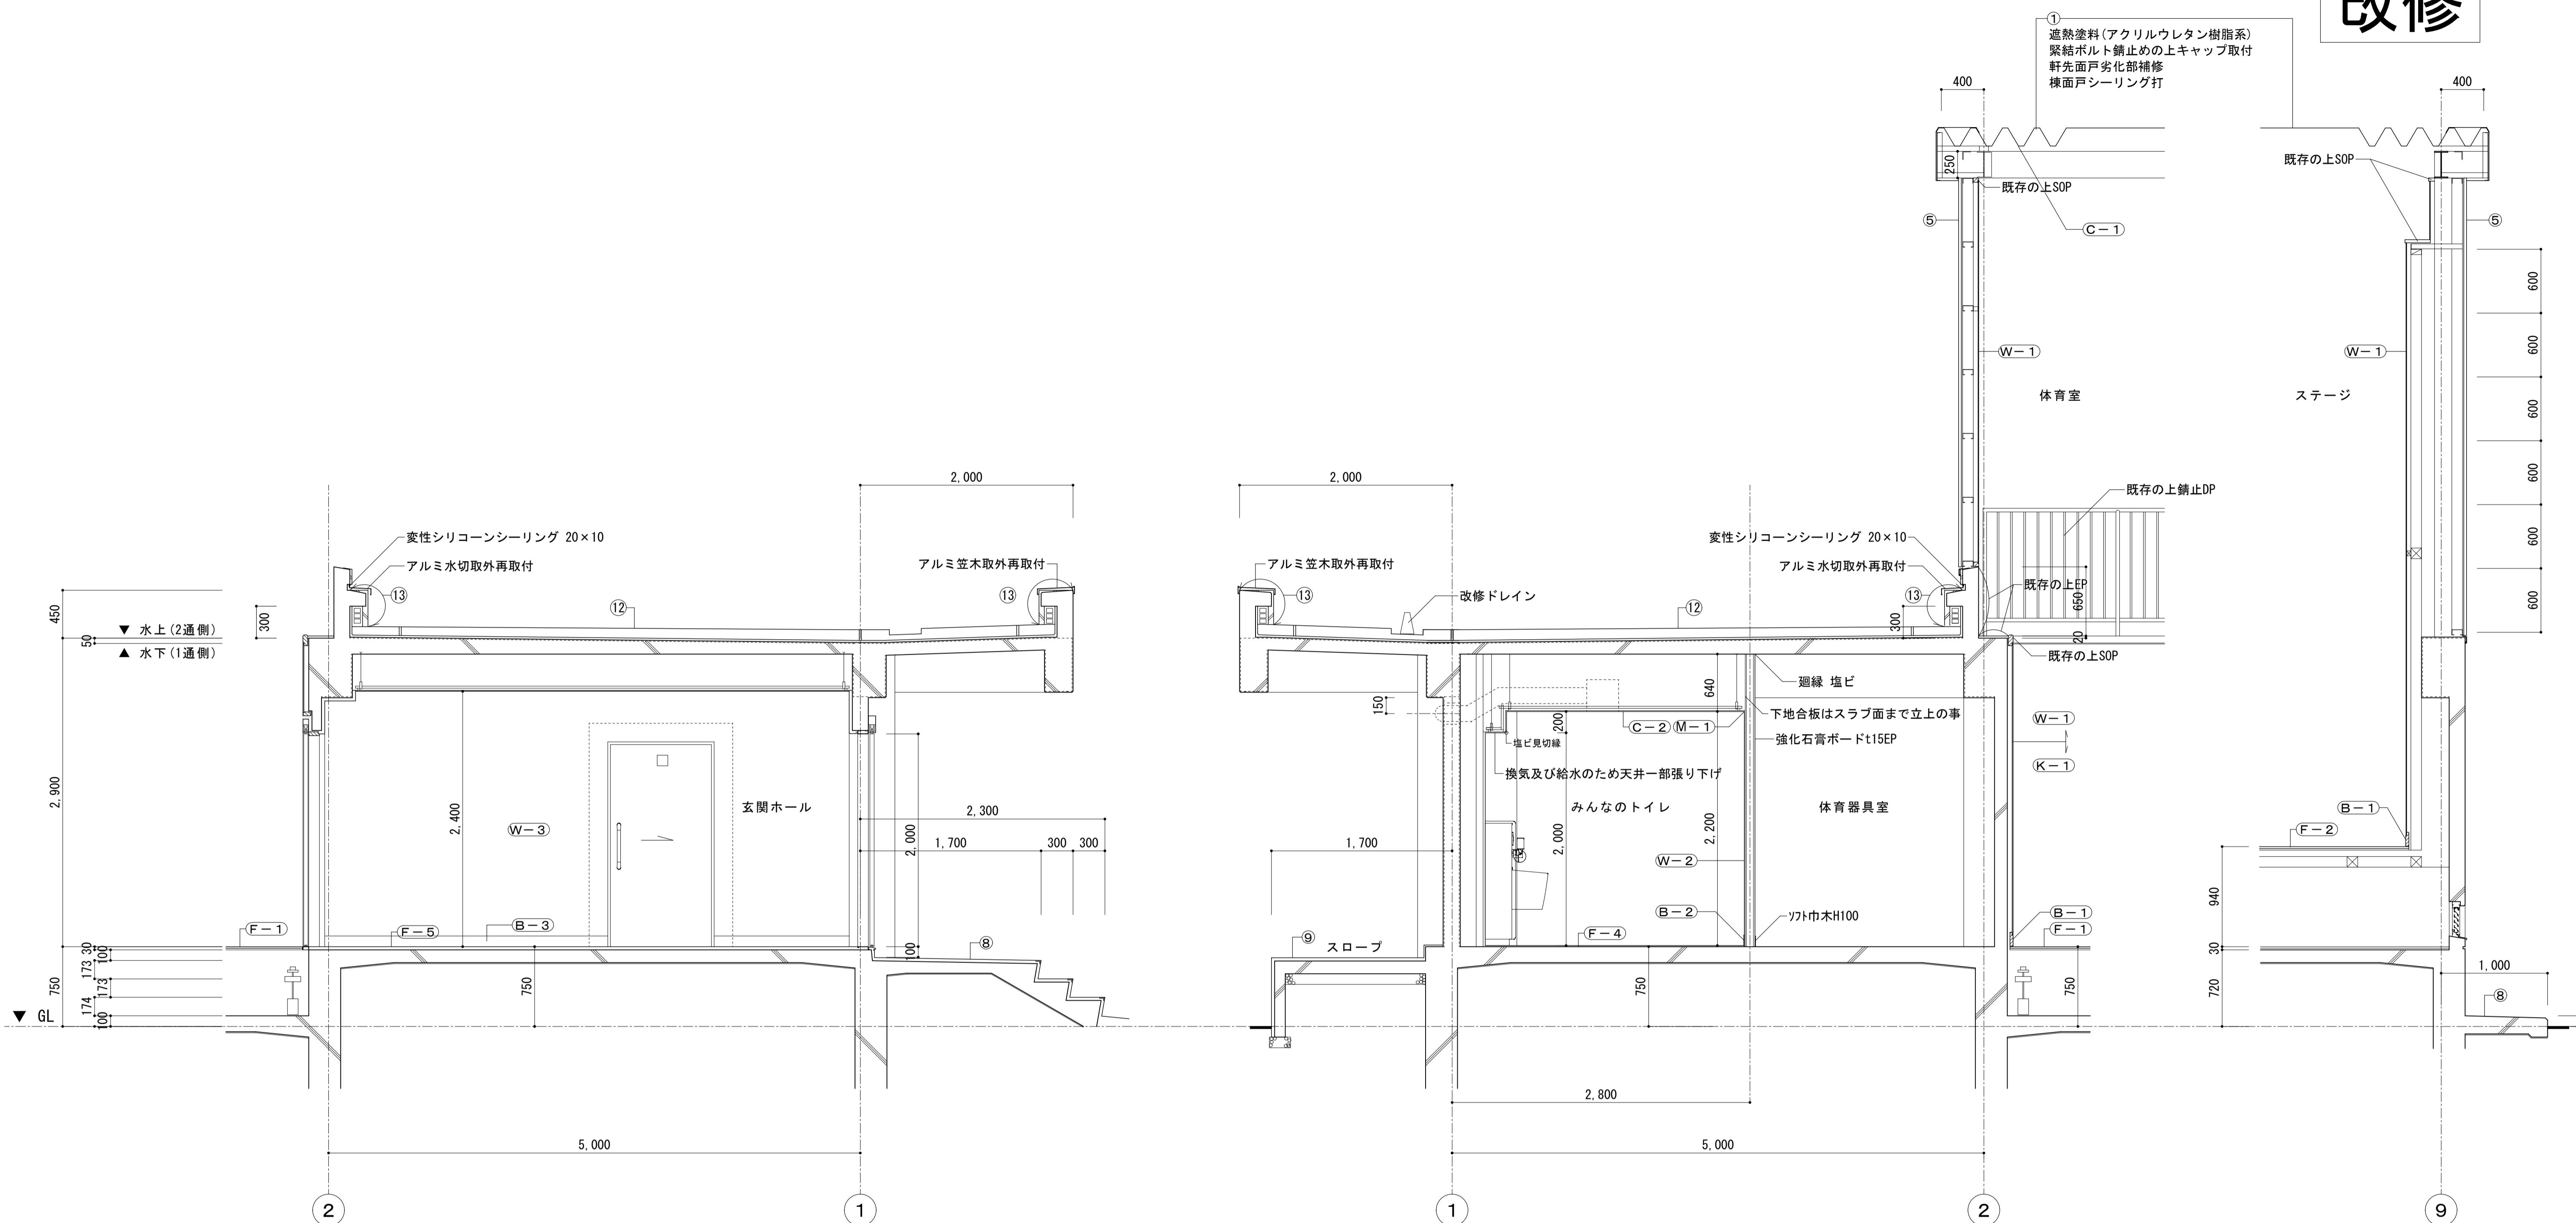 改修
①
遮熱塗料(アクリルウレタン樹脂系)
緊結ボルト錆止めの上キャップ取付
軒先面戸劣化部補修
棟面戸シーリング打
400
400
250
既存の上SOP
既存の上SOP
⑤
⑤
C-1
W-1
W-1
体育室
ステージ
600
600
600
600
600
600
2,000
2,000
既存の上錆止DP
変性シリコーンシーリング 20×10
アルミ水切取外再取付
アルミ笠木取外再取付
アルミ笠木取外再取付
変性シリコーンシーリング 20×10
アルミ水切取外再取付
⑬
⑬
⑬
⑬
⑫
⑫
改修ドレイン
既存の上EP
650
20
既存の上SOP
450
300
300
▼ 水上(2通側)
50
▲ 水下(1通側)
2,900
2,400
W-3
玄関ホール
2,000
2,300
1,700
300
300
100
B-3
F-1
F-5
⑧
150
640
200
C-2
M-1
塩ビ見切縁
換気及び給水のため天井一部張り下げ
みんなのトイレ
2,000
2,200
W-2
B-2
F-4
廻縁 塩ビ
下地合板はスラブ面まで立上の事
強化石膏ボードt15EP
体育器具室
ソフト巾木H100
W-1
K-1
B-1
F-1
B-1
F-2
1,700
⑨
スロープ
30
100
173
173
174
100
750
▼ GL
750
750
750
940
30
720
1,000
⑧
2,800
5,000
5,000
2
1
1
2
9